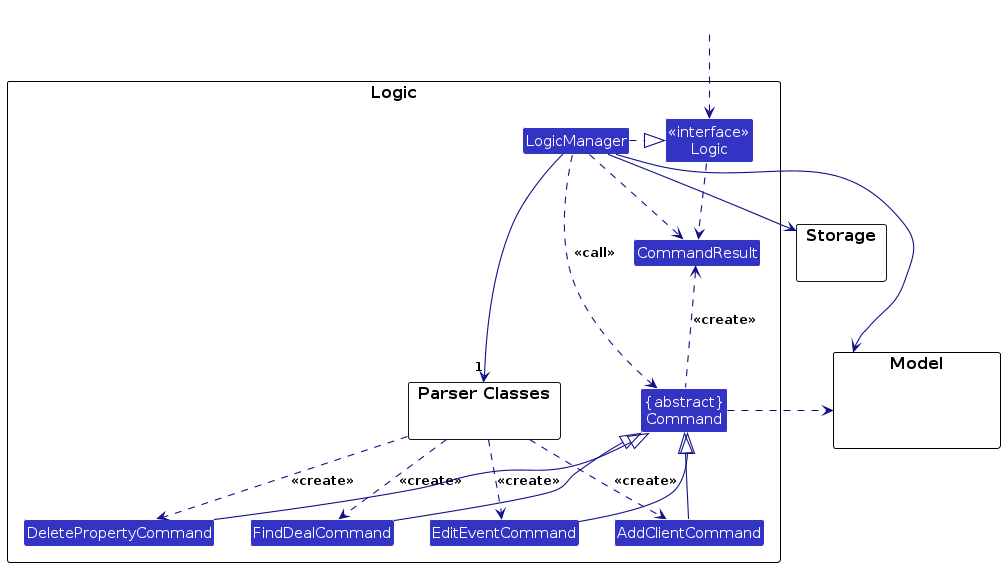 Logic
«interface»
Logic
LogicManager
Storage
CommandResult
«call»
«create»
1
Model
Parser Classes
{abstract}
Command
«create»
«create»
«create»
«create»
DeletePropertyCommand
FindDealCommand
EditEventCommand
AddClientCommand